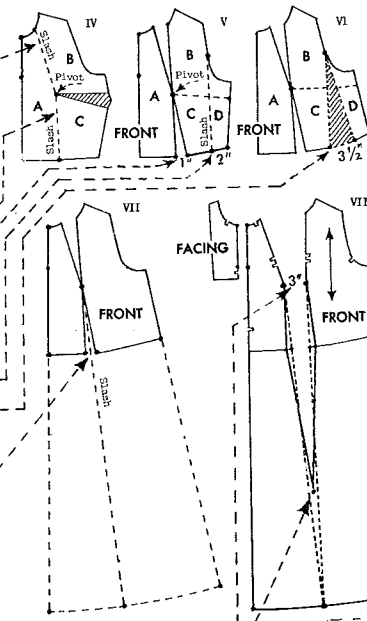 IV
V
VI
Slash
B
Pivot
A
C
Slash
FRONT
B
Pivot
A
C
D
Slash
FRONT
1"
2"
B
A
C
D
3 1/2"
VII
FRONT
Slash
FACING
VII
3"
FRONT